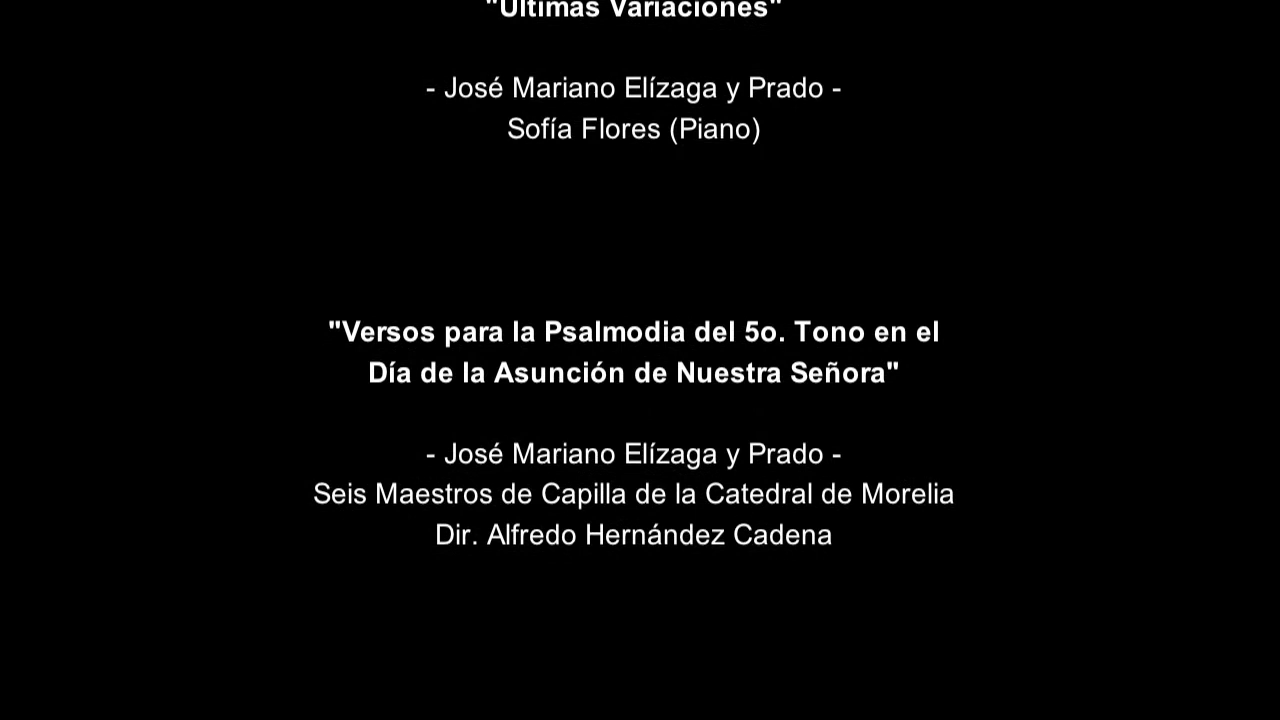 "Últimas Variaciones"
- José Mariano Elízaga y Prado -
Sofía Flores (Piano)
"Versos para la Psalmodia del 5o. Tono en el
Día de la Asunción de Nuestra Señora"
- José Mariano Elízaga y Prado -
Seis Maestros de Capilla de la Catedral de Morelia
Dir. Alfredo Hernández Cadena